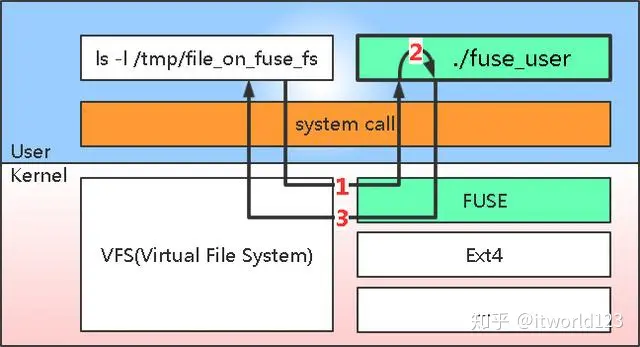 ls -l /tmp/file_on_fuse_fs
2
./fuse_user
system call
User
Kernel
1
3
FUSE
VFS(Virtual File System)
Ext4
...
知乎 @itworld123